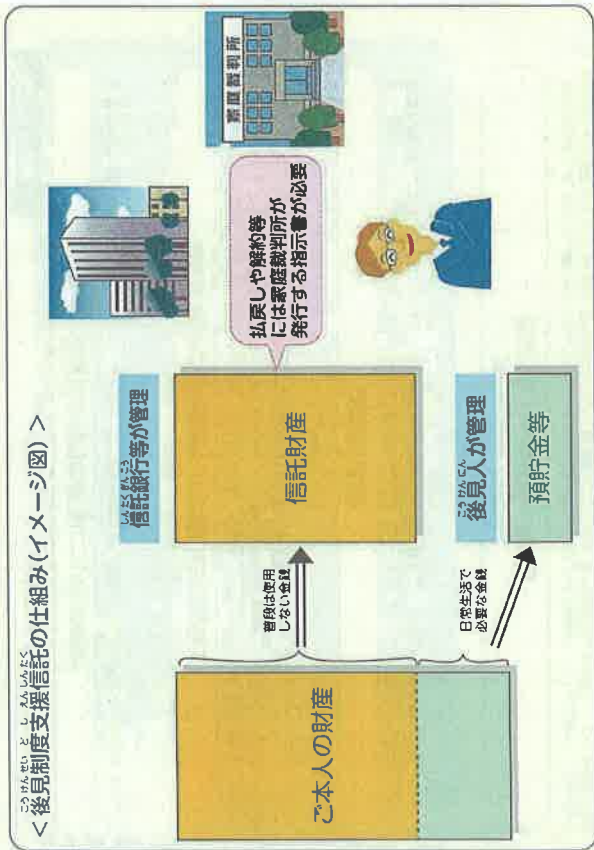 <後見制度支援信託の仕組み(イメージ図)>
こうけんせいどしえんしんたく
ご本人の財産
普段は使用
しない金銭
日常生活で
必要な金銭
しんたくぎんこう
信託銀行等が管理
信託財産
払戻しや解約等
には家庭裁判所が
発行する指示書が必要
家庭裁判所
こうけんにん
後見人が管理
預貯金等